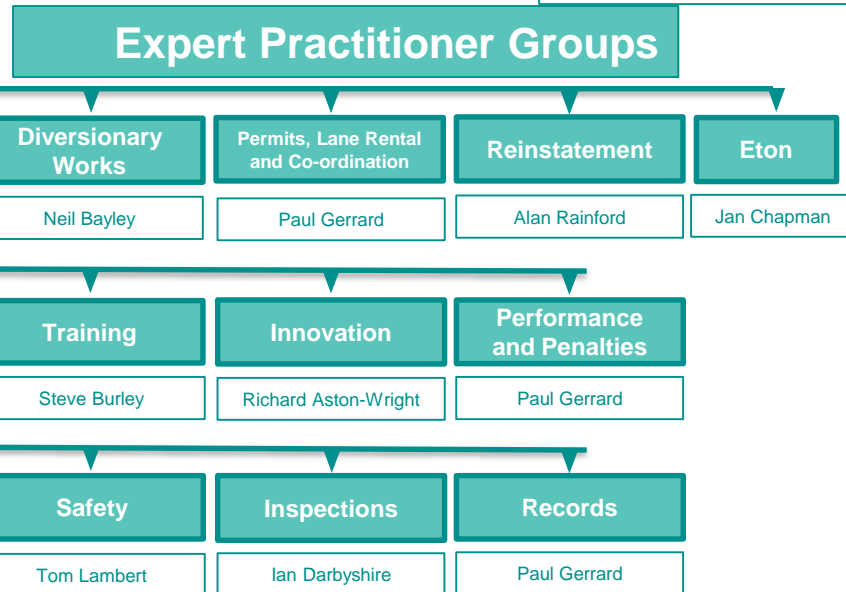 Expert Practitioner Groups
Diversionary
Works
Permits, Lane Rental
and Co-ordination
Reinstatement
Eton
Neil Bayley
Paul Gerrard
Alan Rainford
Jan Chapman
Training
Innovation
Performance
and Penalties
Steve Burley
Richard Aston-Wright
Paul Gerrard
Safety
Inspections
Records
Tom Lambert
Ian Darbyshire
Paul Gerrard